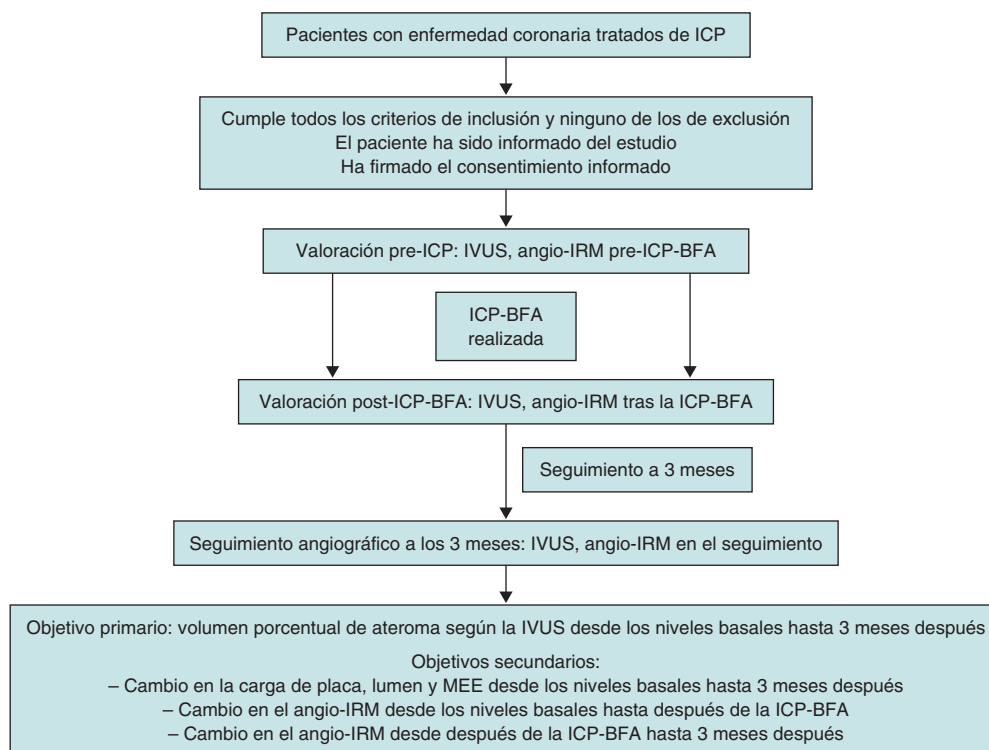 Pacientes con enfermedad coronaria tratados de ICP
Cumple todos los criterios de inclusión y ninguno de los de exclusión
El paciente ha sido informado del estudio
Ha firmado el consentimiento informado
Valoración pre-ICP: IVUS, angio-IRM pre-ICP-BFA
ICP-BFA
realizada
Valoración post-ICP-BFA: IVUS, angio-IRM tras la ICP-BFA
Seguimiento a 3 meses
Seguimiento angiográfico a los 3 meses: IVUS, angio-IRM en el seguimiento
Objetivo primario: volumen porcentual de ateroma según la IVUS desde los niveles basales hasta 3 meses después
Objetivos secundarios:
– Cambio en la carga de placa, lumen y MEE desde los niveles basales hasta 3 meses después
– Cambio en el angio-IRM desde los niveles basales hasta después de la ICP-BFA
– Cambio en el angio-IRM desde después de la ICP-BFA hasta 3 meses después